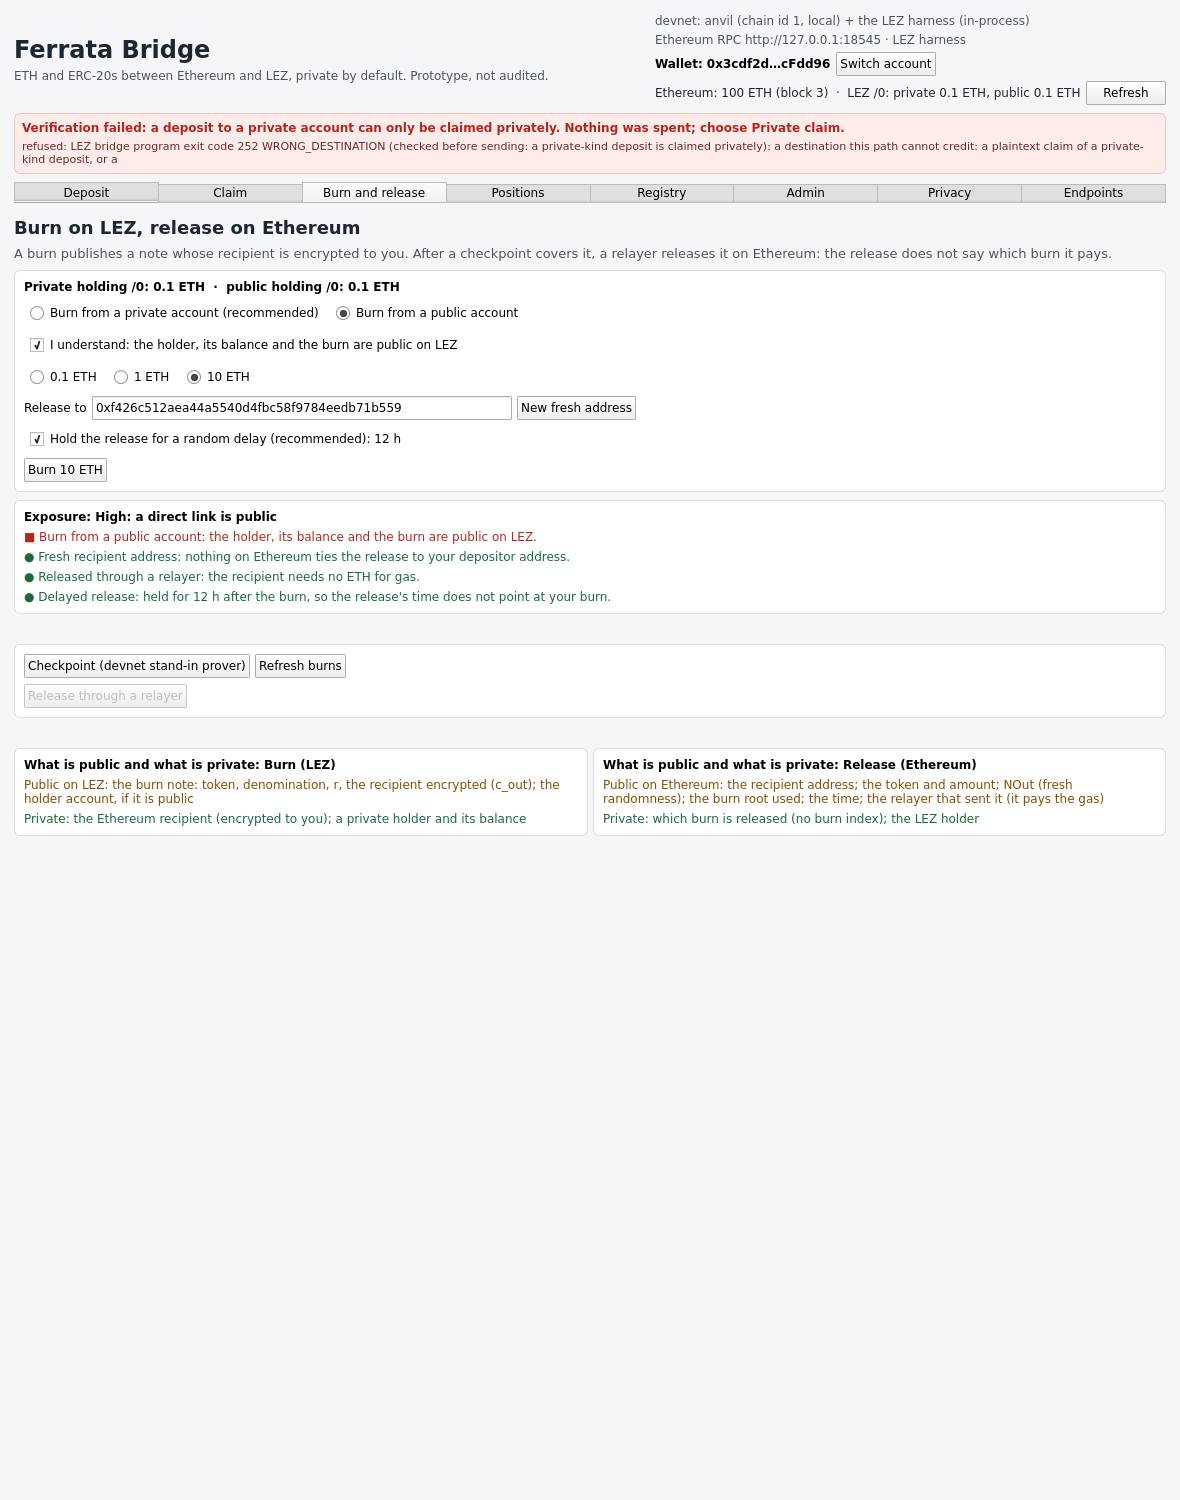 Ferrata Bridge
ETH and ERC-20s between Ethereum and LEZ, private by default. Prototype, not audited.
devnet: anvil (chain id 1, local) + the LEZ harness (in-process)
Ethereum RPC http://127.0.0.1:18545 · LEZ harness
Wallet: 0x3cdf2d…cFdd96 Switch account
Ethereum: 100 ETH (block 3) · LEZ /0: private 0.1 ETH, public 0.1 ETH Refresh
Verification failed: a deposit to a private account can only be claimed privately. Nothing was spent; choose Private claim.
refused: LEZ bridge program exit code 252 WRONG_DESTINATION (checked before sending: a private-kind deposit is claimed privately): a destination this path cannot credit: a plaintext claim of a private-
kind deposit, or a
Deposit Claim Burn and release Positions Registry Admin Privacy Endpoints
Burn on LEZ, release on Ethereum
A burn publishes a note whose recipient is encrypted to you. After a checkpoint covers it, a relayer releases it on Ethereum: the release does not say which burn it pays.
Private holding /0: 0.1 ETH · public holding /0: 0.1 ETH
Burn from a private account (recommended) Burn from a public account
I understand: the holder, its balance and the burn are public on LEZ
0.1 ETH 1 ETH 10 ETH
Release to 0xf426c512aea44a5540d4fbc58f9784eedb71b559 New fresh address
Hold the release for a random delay (recommended): 12 h
Burn 10 ETH
Exposure: High: a direct link is public
■ Burn from a public account: the holder, its balance and the burn are public on LEZ.
● Fresh recipient address: nothing on Ethereum ties the release to your depositor address.
● Released through a relayer: the recipient needs no ETH for gas.
● Delayed release: held for 12 h after the burn, so the release's time does not point at your burn.
Checkpoint (devnet stand-in prover) Refresh burns
Release through a relayer
What is public and what is private: Burn (LEZ)
Public on LEZ: the burn note: token, denomination, r, the recipient encrypted (c_out); the
holder account, if it is public
Private: the Ethereum recipient (encrypted to you); a private holder and its balance
What is public and what is private: Release (Ethereum)
Public on Ethereum: the recipient address; the token and amount; NOut (fresh
randomness); the burn root used; the time; the relayer that sent it (it pays the gas)
Private: which burn is released (no burn index); the LEZ holder